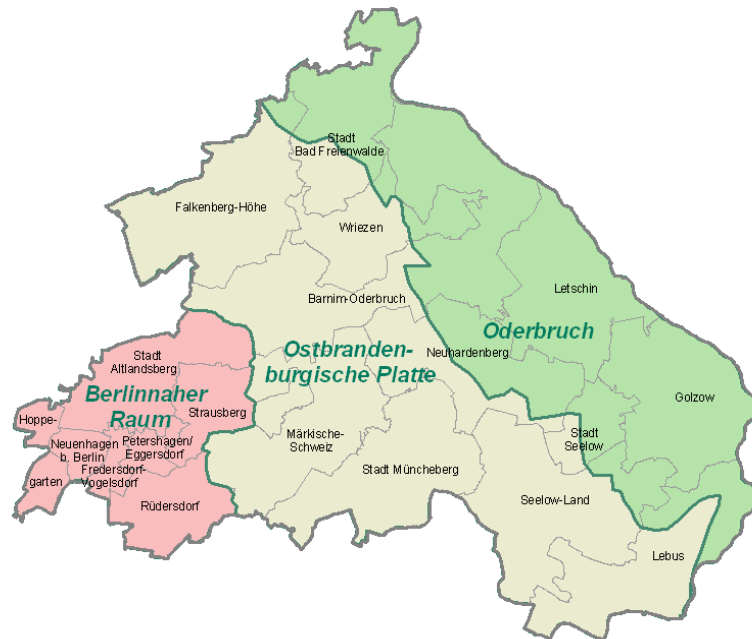 Stadt
Bad Freienwalde
Falkenberg-Höhe
Wriezen
Letschin
Barnim-Oderbruch
Oderbruch
Ostbranden-
burgische Platte
Neuhardenberg
Stadt
Altlandsberg
Berlinnaher
Raum
Strausberg
Golzow
Hoppe-
garten
Neuenhagen
b. Berlin
Petershagen/
Eggersdorf
Fredersdorf-
Vogelsdorf
Rüdersdorf
Märkische-
Schweiz
Stadt Müncheberg
Stadt
Seelow
Seelow-Land
Lebus